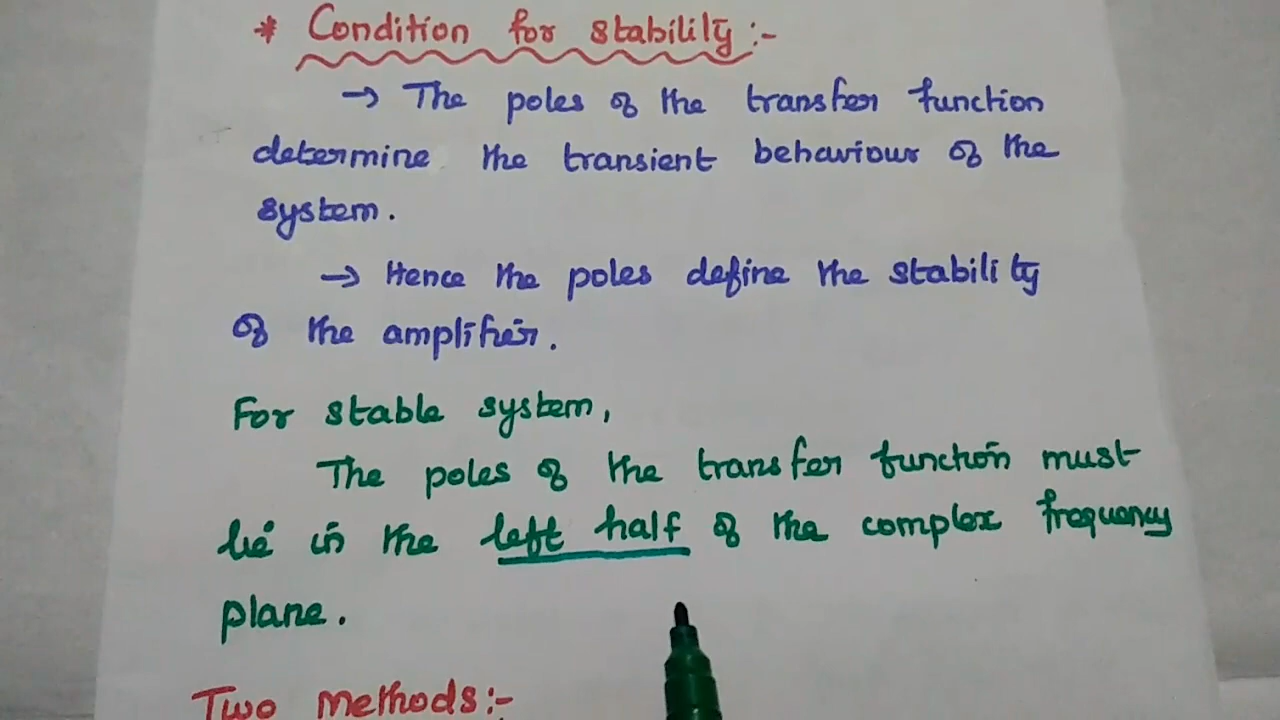 * Condition for stability :-
→ The poles of the transfer function
determine the transient behaviour of the
system.
→ Hence the poles define the stability
of the amplifier.
For stable system,
The poles of the transfer function must
lie in the left half of the complex frequency
plane.
Two Methods:-